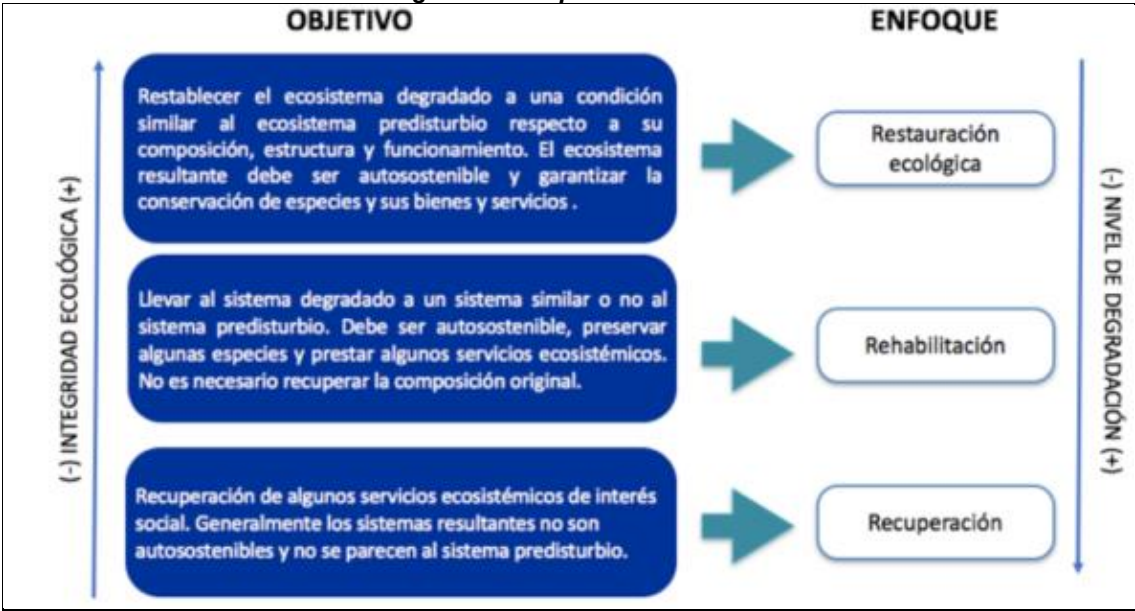 OBJETIVO
ENFOQUE
(-) INTEGRIDAD ECOLÓGICA (+)
Restablecer el ecosistema degradado a una condición
similar al ecosistema predisturbio respecto a su
composición, estructura y funcionamiento. El ecosistema
resultante debe ser autosostenible y garantizar la
conservación de especies y sus bienes y servicios .
Restauración
ecológica
Llevar al sistema degradado a un sistema similar o no al
sistema predisturbio. Debe ser autosostenible, preservar
algunas especies y prestar algunos servicios ecosistémicos.
No es necesario recuperar la composición original.
Rehabilitación
Recuperación de algunos servicios ecosistémicos de interés
social. Generalmente los sistemas resultantes no son
autosostenibles y no se parecen al sistema predisturbio.
Recuperación
(-) NIVEL DE DEGRADACIÓN (+)